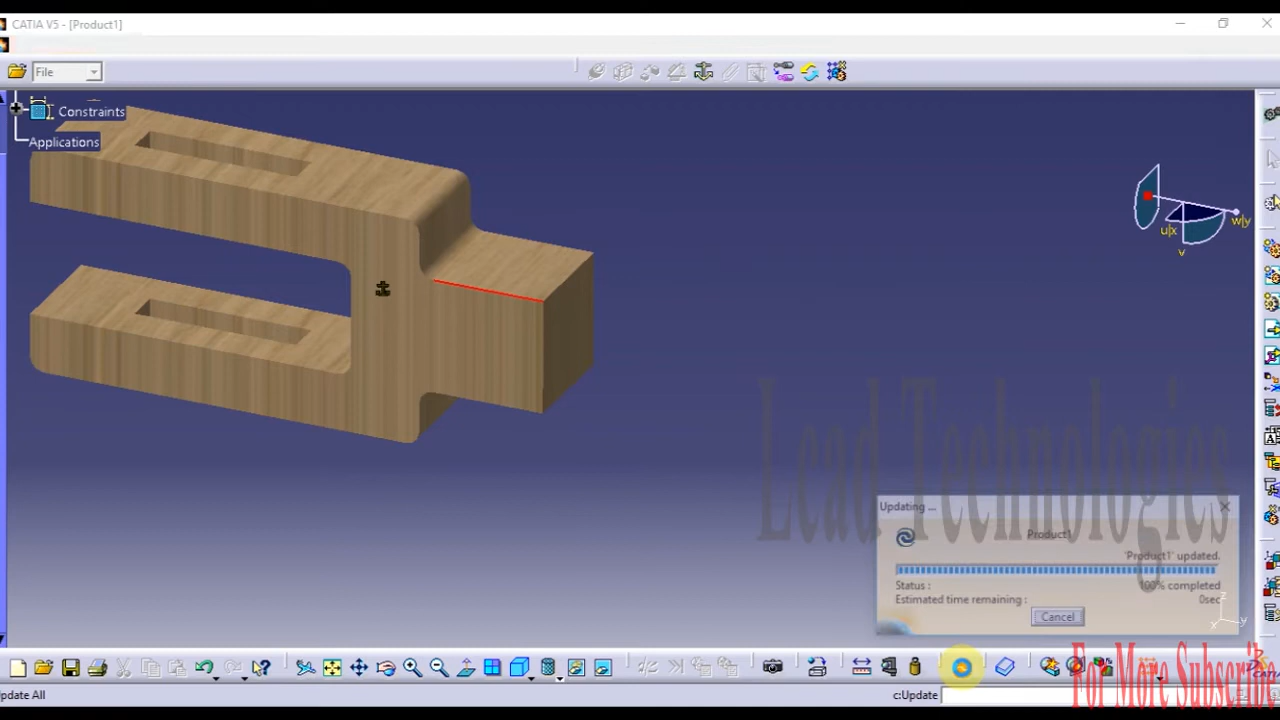 CATIA V5 - [Product1]
File
Constraints
Applications
w|y
u|x
v
Lead Technologies
Updating ...
Product1
'Product1' updated.
Status :
100% completed
Estimated time remaining :
0sec
Cancel
z
x
y
For More Subscribe
Update All
c:Update